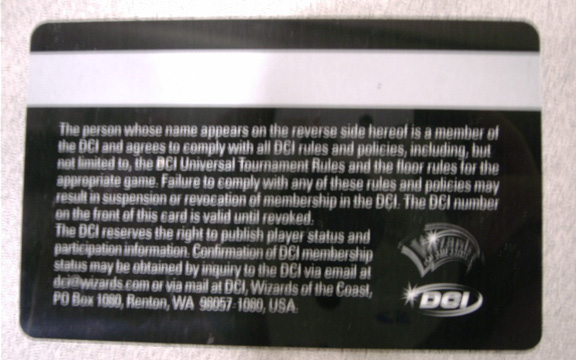 The person whose name appears on the reverse side hereof is a member of
the DCI and agrees to comply with all DCI rules and policies, including, but
not limited to, the DCI Universal Tournament Rules and the floor rules for the
appropriate game. Failure to comply with any of these rules and policies may
result in suspension or revocation of membership in the DCI. The DCI number
on the front of this card is valid until revoked.
The DCI reserves the right to publish player status and
participation information. Confirmation of DCI membership
status may be obtained by inquiry to the DCI via email at
dci@wizards.com or via mail at DCI, Wizards of the Coast,
PO Box 1080, Renton, WA 98057-1080, USA.
Wizards
DCI